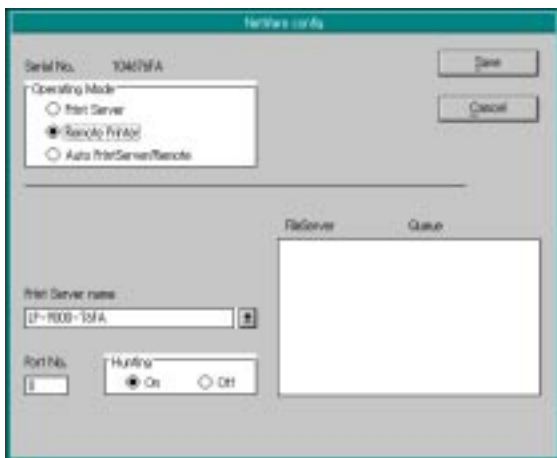 NetWare config
Serial No. 104676FA
Save
Operating Mode
Print Server
Cancel
Remote Printer
Auto PrintServer/Remote
FileServer Queue
Print Server name
Port No.
Hunting
On Off